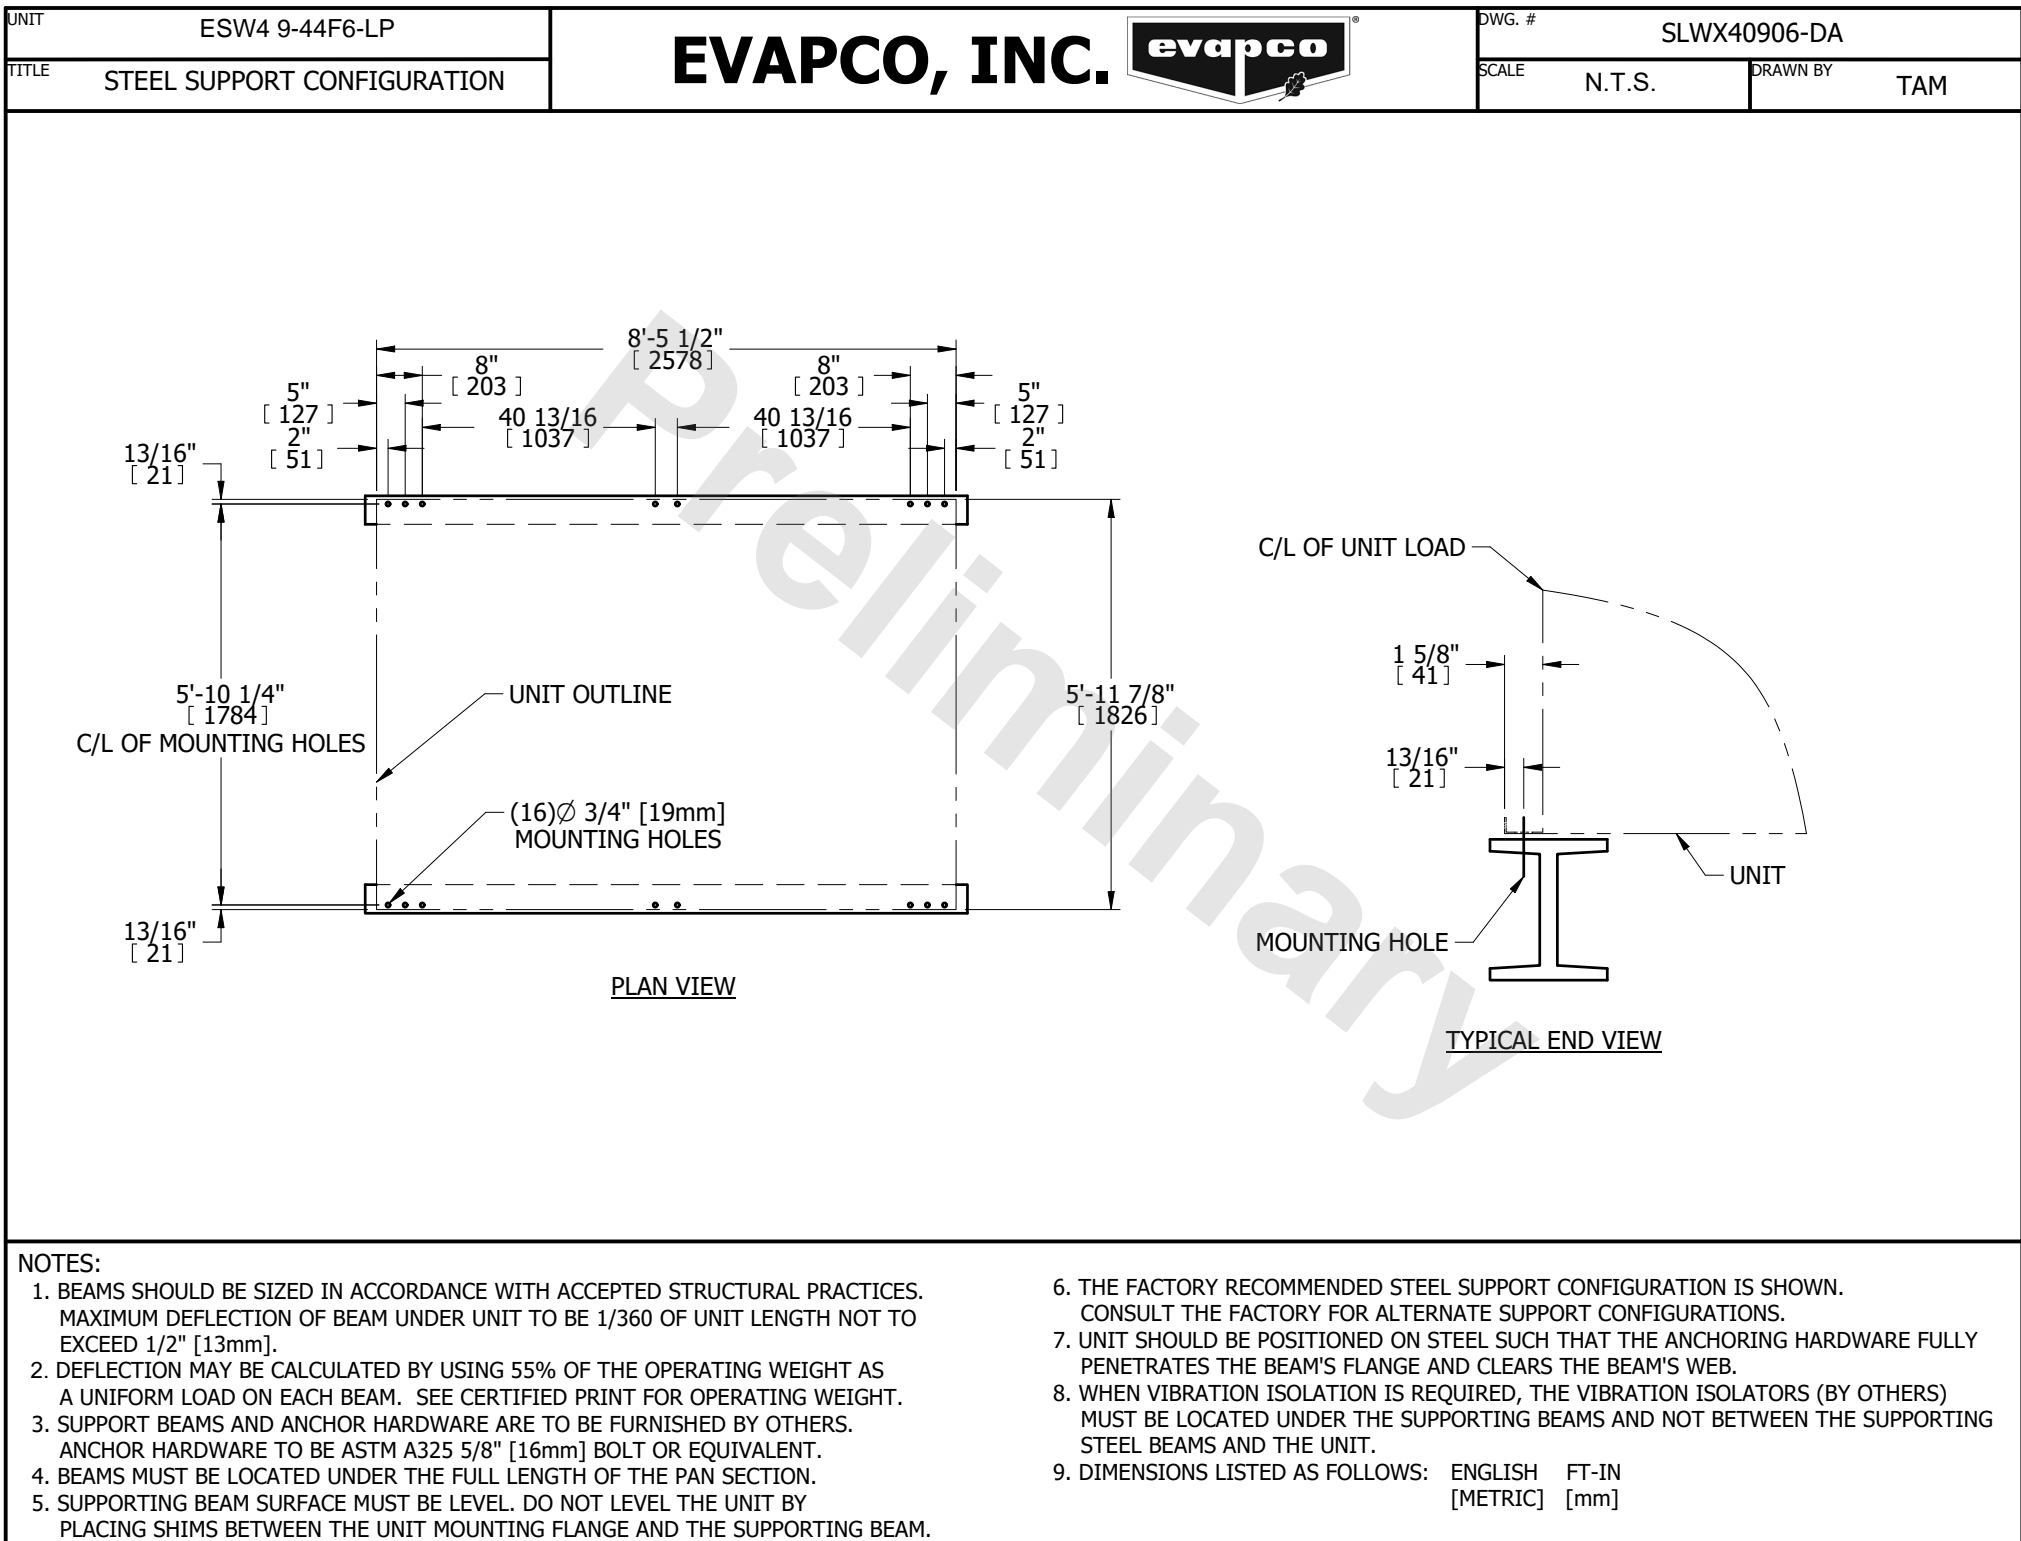 UNIT
ESW4 9-44F6-LP
TITLE
STEEL SUPPORT CONFIGURATION
EVAPCO, INC.
evapco
®
DWG. #
SLWX40906-DA
SCALE
N.T.S.
DRAWN BY
TAM
8'-5 1/2"
[ 2578]
8"
[ 203 ]
8"
[ 203 ]
5"
[ 127 ]
5"
[ 127 ]
40 13/16
[ 1037 ]
40 13/16
[ 1037 ]
2"
[ 51]
2"
[ 51]
13/16"
[ 21]
5'-10 1/4"
[ 1784]
C/L OF MOUNTING HOLES
UNIT OUTLINE
5'-11 7/8"
[ 1826]
(16)∅ 3/4" [19mm]
MOUNTING HOLES
13/16"
[ 21]
PLAN VIEW
C/L OF UNIT LOAD
1 5/8"
[ 41]
13/16"
[ 21]
UNIT
MOUNTING HOLE
TYPICAL END VIEW
Preliminary
NOTES:
1. BEAMS SHOULD BE SIZED IN ACCORDANCE WITH ACCEPTED STRUCTURAL PRACTICES.
MAXIMUM DEFLECTION OF BEAM UNDER UNIT TO BE 1/360 OF UNIT LENGTH NOT TO
EXCEED 1/2" [13mm].
2. DEFLECTION MAY BE CALCULATED BY USING 55% OF THE OPERATING WEIGHT AS
A UNIFORM LOAD ON EACH BEAM. SEE CERTIFIED PRINT FOR OPERATING WEIGHT.
3. SUPPORT BEAMS AND ANCHOR HARDWARE ARE TO BE FURNISHED BY OTHERS.
ANCHOR HARDWARE TO BE ASTM A325 5/8" [16mm] BOLT OR EQUIVALENT.
4. BEAMS MUST BE LOCATED UNDER THE FULL LENGTH OF THE PAN SECTION.
5. SUPPORTING BEAM SURFACE MUST BE LEVEL. DO NOT LEVEL THE UNIT BY
PLACING SHIMS BETWEEN THE UNIT MOUNTING FLANGE AND THE SUPPORTING BEAM.
6. THE FACTORY RECOMMENDED STEEL SUPPORT CONFIGURATION IS SHOWN.
CONSULT THE FACTORY FOR ALTERNATE SUPPORT CONFIGURATIONS.
7. UNIT SHOULD BE POSITIONED ON STEEL SUCH THAT THE ANCHORING HARDWARE FULLY
PENETRATES THE BEAM'S FLANGE AND CLEARS THE BEAM'S WEB.
8. WHEN VIBRATION ISOLATION IS REQUIRED, THE VIBRATION ISOLATORS (BY OTHERS)
MUST BE LOCATED UNDER THE SUPPORTING BEAMS AND NOT BETWEEN THE SUPPORTING
STEEL BEAMS AND THE UNIT.
9. DIMENSIONS LISTED AS FOLLOWS: ENGLISH FT-IN
[METRIC] [mm]